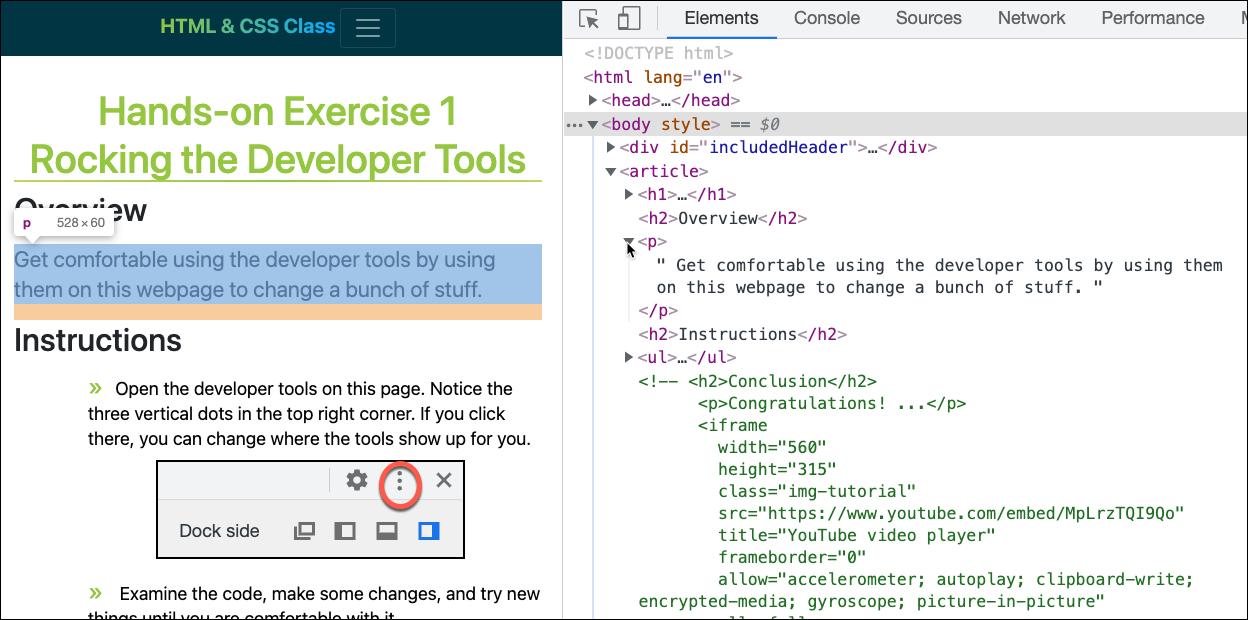 HTML & CSS Class
Hands-on Exercise 1
Rocking the Developer Tools
Overview
p 528 × 60
Get comfortable using the developer tools by using
them on this webpage to change a bunch of stuff.
Instructions
» Open the developer tools on this page. Notice the
three vertical dots in the top right corner. If you click
there, you can change where the tools show up for you.
Dock side
» Examine the code, make some changes, and try new
things until you are comfortable with it.
Elements Console Sources Network Performance
<!DOCTYPE html>
<html lang="en">
<head>…</head>
<body style> == $0
<div id="includedHeader">…</div>
<article>
<h1>…</h1>
<h2>Overview</h2>
<p>
" Get comfortable using the developer tools by using them
on this webpage to change a bunch of stuff. "
</p>
<h2>Instructions</h2>
<ul>…</ul>
<!-- <h2>Conclusion</h2>
<p>Congratulations! ...</p>
<iframe
width="560"
height="315"
class="img-tutorial"
src="https://www.youtube.com/embed/MpLrzTQI9Qo"
title="YouTube video player"
frameborder="0"
allow="accelerometer; autoplay; clipboard-write;
encrypted-media; gyroscope; picture-in-picture"